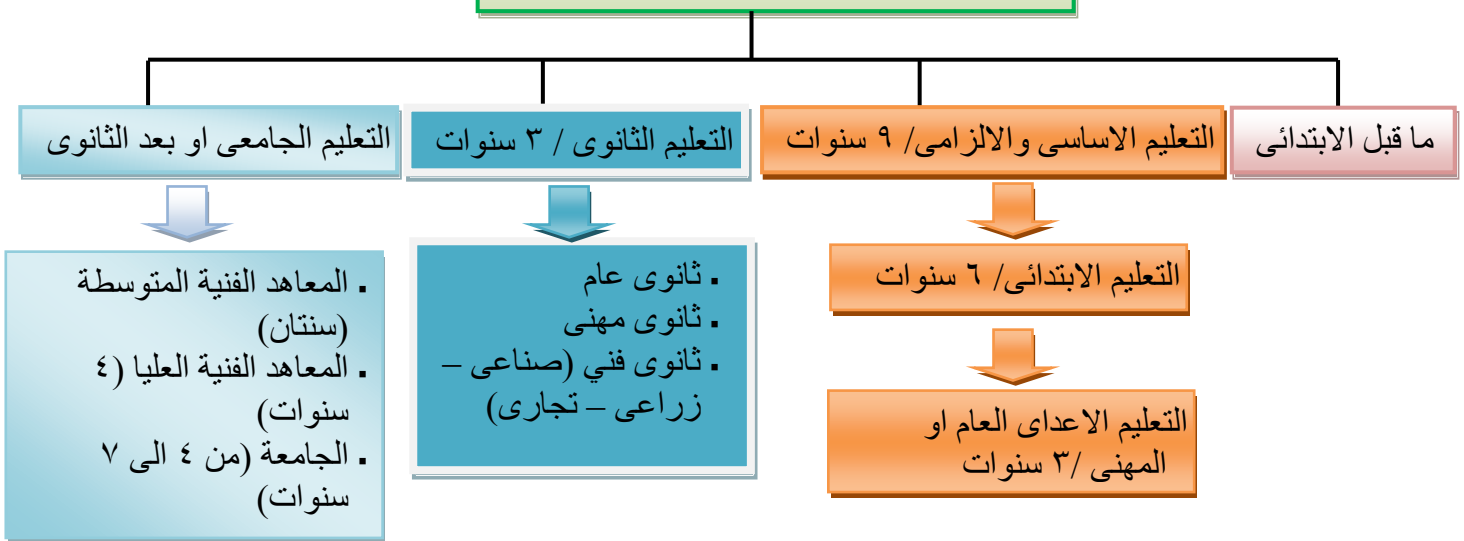 ما قبل الابتدائى
التعليم الاساسى والالزامى/ ٩ سنوات
التعليم الثانوى / ٣ سنوات
التعليم الجامعى او بعد الثانوى
التعليم الابتدائى/ ٦ سنوات
التعليم الاعداى العام او
المهنى /٣ سنوات
▪ ثانوى عام
▪ ثانوى مهنى
▪ ثانوى فني (صناعى –
زراعى – تجارى)
▪ المعاهد الفنية المتوسطة
(سنتان)
▪ المعاهد الفنية العليا (٤
سنوات)
▪ الجامعة (من ٤ الى ٧
سنوات)